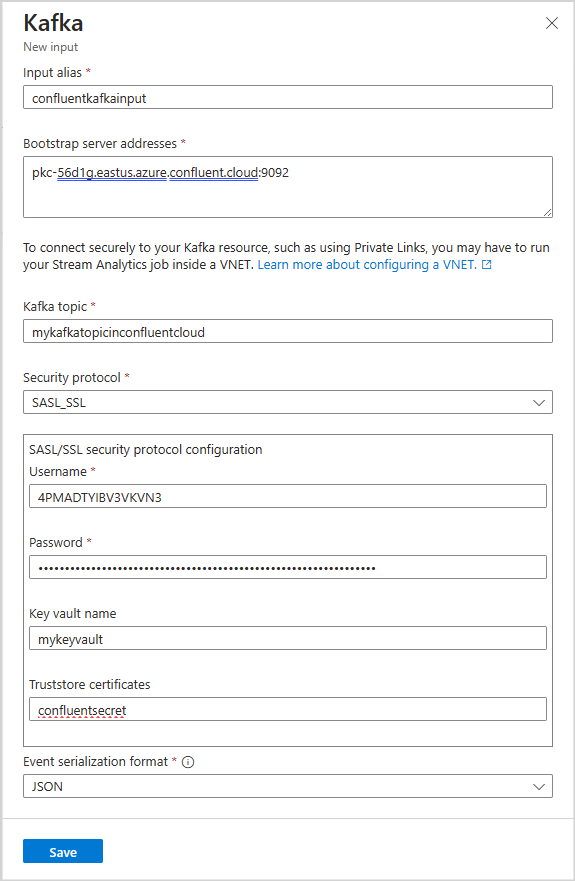 Kafka
New input
Input alias *
confluentkafkainput
Bootstrap server addresses *
pkc-56d1g.eastus.azure.confluent.cloud:9092
To connect securely to your Kafka resource, such as using Private Links, you may have to run
your Stream Analytics job inside a VNET. Learn more about configuring a VNET.
Kafka topic *
mykafkatopicinconfluentcloud
Security protocol *
SASL_SSL
SASL/SSL security protocol configuration
Username *
4PMADTYIBV3VKVN3
Password *
••••••••••••••••••••••••••••••••••••••••••••••••••••••••••••••••
Key vault name
mykeyvault
Truststore certificates
confluentsecret
Event serialization format *
JSON
Save